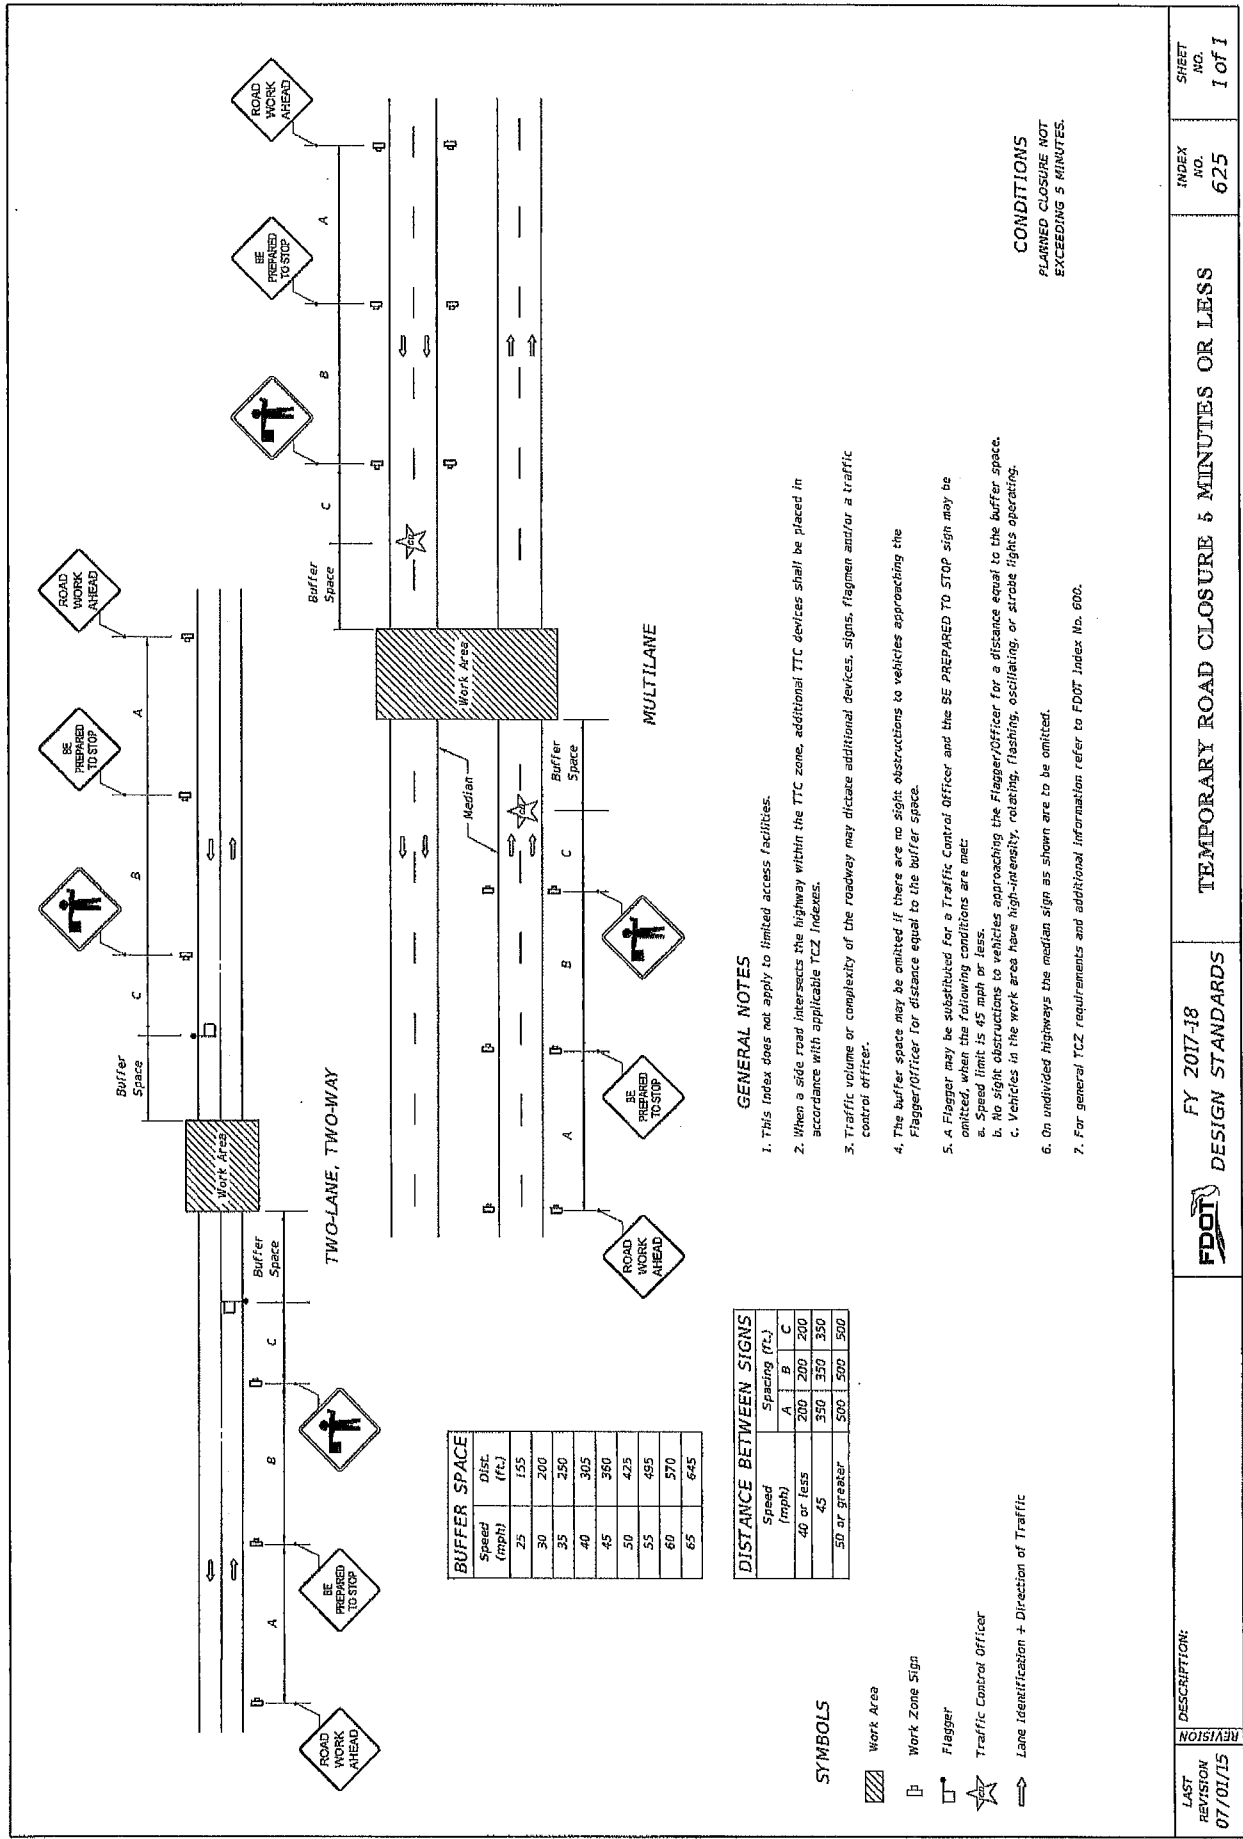 ROAD
WORK
AHEAD
BE
PREPARED
TO STOP
A
B
C
Buffer
Space
Work Area
Buffer
Space
C
B
A
BE
PREPARED
TO STOP
ROAD
WORK
AHEAD
TWO-LANE, TWO-WAY
ROAD
WORK
AHEAD
BE
PREPARED
TO STOP
A
B
C
Buffer
Space
Median
Work Area
Buffer
Space
C
B
A
BE
PREPARED
TO STOP
ROAD
WORK
AHEAD
MULTILANE
BUFFER SPACE
Speed (mph) Dist. (ft.)
25 155
30 200
35 250
40 305
45 360
50 425
55 495
60 570
65 645
DISTANCE BETWEEN SIGNS
Speed (mph) Spacing (ft.)
A B C
40 or less 200 200 200
45 350 350 350
50 or greater 500 500 500
SYMBOLS
Work Area
Work Zone Sign
Flagger
Traffic Control Officer
Lane Identification + Direction of Traffic
GENERAL NOTES
1. This Index does not apply to limited access facilities.
2. When a side road intersects the highway within the TTC zone, additional TTC devices shall be placed in
accordance with applicable TCZ Indexes.
3. Traffic volume or complexity of the roadway may dictate additional devices, signs, flagmen and/or a traffic
control officer.
4. The buffer space may be omitted if there are no sight obstructions to vehicles approaching the
Flagger/Officer for distance equal to the buffer space.
5. A Flagger may be substituted for a Traffic Control Officer and the BE PREPARED TO STOP sign may be
omitted, when the following conditions are met:
a. Speed limit is 45 mph or less.
b. No sight obstructions to vehicles approaching the Flagger/Officer for a distance equal to the buffer space.
c. Vehicles in the work area have high-intensity, rotating, flashing, oscillating, or strobe lights operating.
6. On undivided highways the median sign as shown are to be omitted.
7. For general TCZ requirements and additional information refer to FDOT Index No. 600.
CONDITIONS
PLANNED CLOSURE NOT
EXCEEDING 5 MINUTES.
LAST
REVISION
07/01/15
REVISION
DESCRIPTION:
FDOT
FY 2017-18
DESIGN STANDARDS
TEMPORARY ROAD CLOSURE 5 MINUTES OR LESS
INDEX
NO.
625
SHEET
NO.
1 of 1